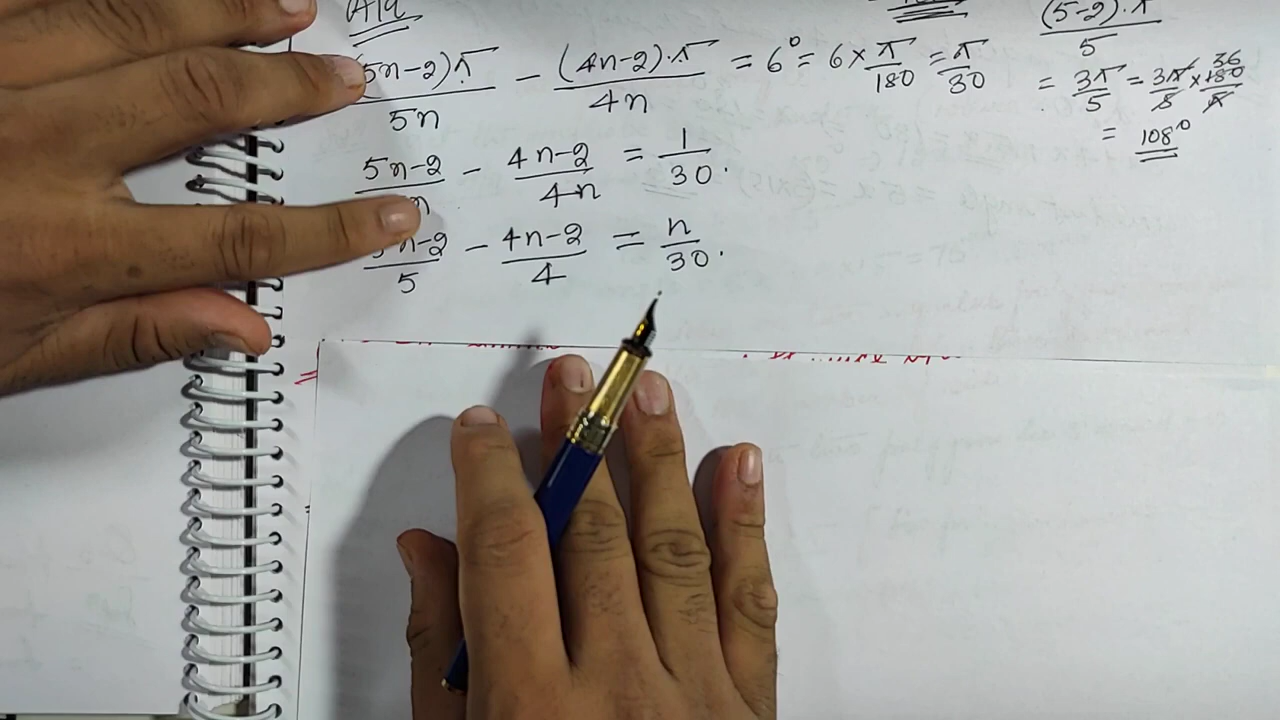 A/q
(5n-2)π/5n - (4n-2).π/4n = 6° = 6 × π/180 = π/30
5n-2/ n - 4n-2/4n = 1/30.
5n-2/5 - 4n-2/4 = n/30.
(5-2).π/5
= 3π/5 = 3π/5 × 180/π 36
= 108°